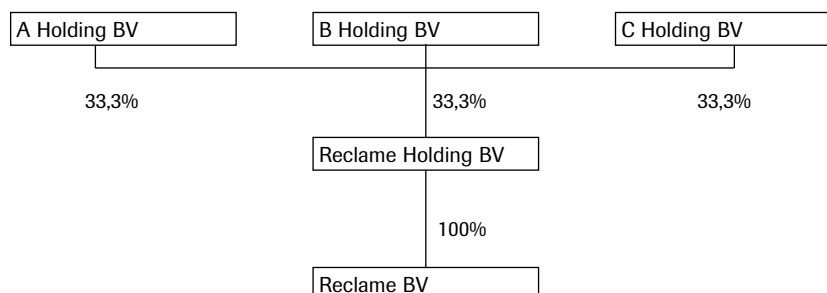 A Holding BV
B Holding BV
C Holding BV
33,3%
33,3%
33,3%
Reclame Holding BV
100%
Reclame BV